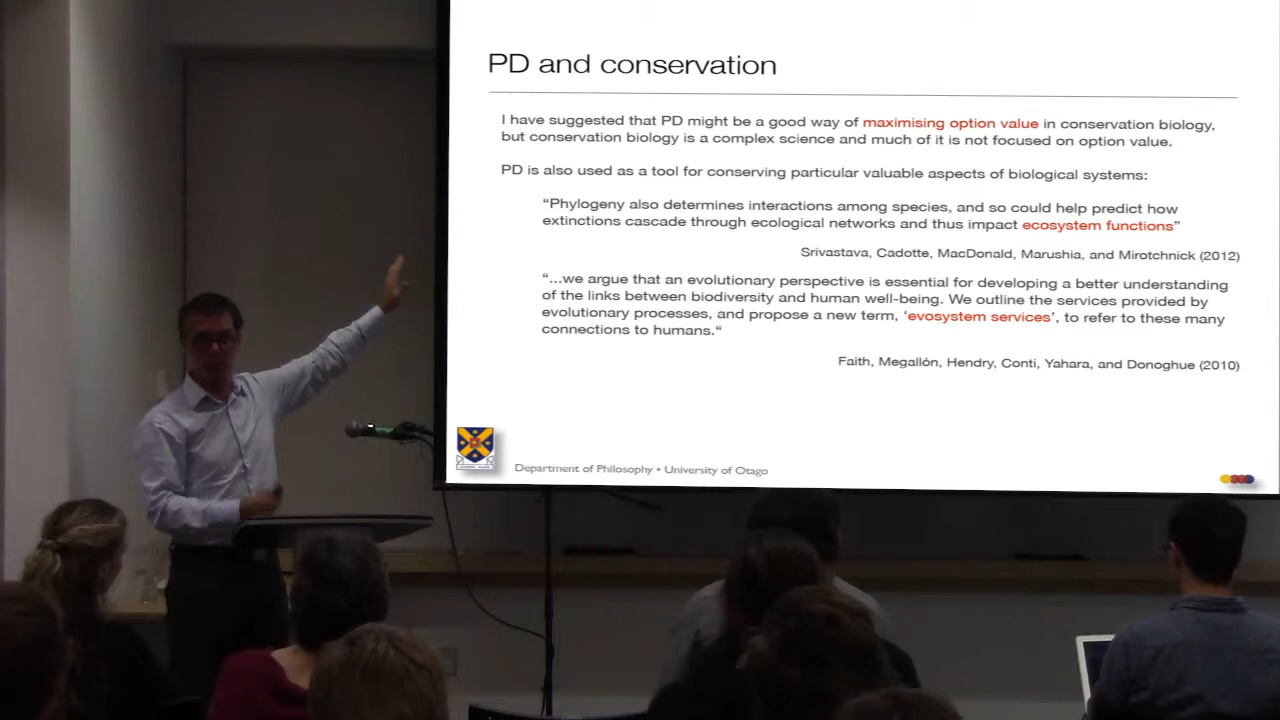 PD and conservation
I have suggested that PD might be a good way of maximising option value in conservation biology,
but conservation biology is a complex science and much of it is not focused on option value.
PD is also used as a tool for conserving particular valuable aspects of biological systems:
“Phylogeny also determines interactions among species, and so could help predict how
extinctions cascade through ecological networks and thus impact ecosystem functions”
Srivastava, Cadotte, MacDonald, Marushia, and Mirotchnick (2012)
“...we argue that an evolutionary perspective is essential for developing a better understanding
of the links between biodiversity and human well-being. We outline the services provided by
evolutionary processes, and propose a new term, ‘evosystem services’, to refer to these many
connections to humans.“
Faith, Megallón, Hendry, Conti, Yahara, and Donoghue (2010)
Department of Philosophy • University of Otago